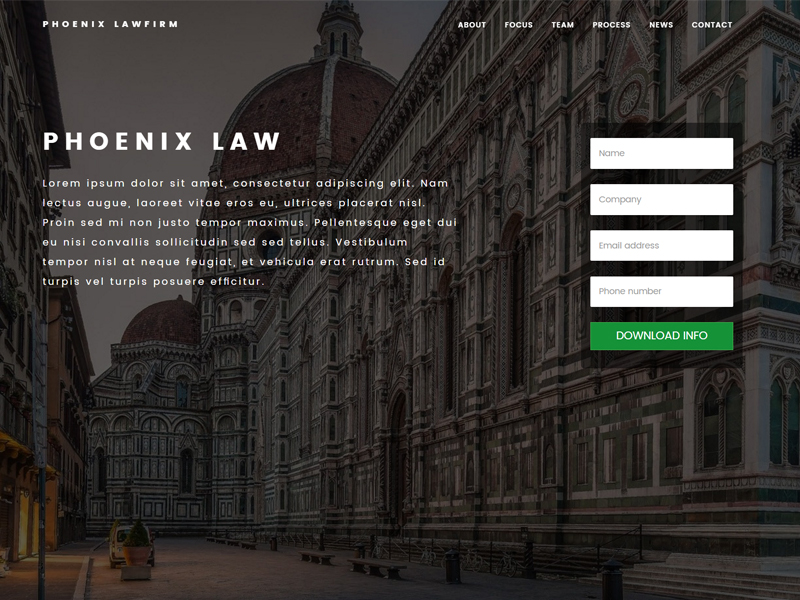 PHOENIX LAWFIRM
ABOUT FOCUS TEAM PROCESS NEWS CONTACT
PHOENIX LAW
Lorem ipsum dolor sit amet, consectetur adipiscing elit. Nam
lectus augue, laoreet vitae eros eu, ultrices placerat nisl.
Proin sed mi non justo tempor maximus. Pellentesque eget dui
eu nisi convallis sollicitudin sed sed tellus. Vestibulum
tempor nisl at neque feugiat, et vehicula erat rutrum. Sed id
turpis vel turpis posuere efficitur.
Name
Company
Email address
Phone number
DOWNLOAD INFO